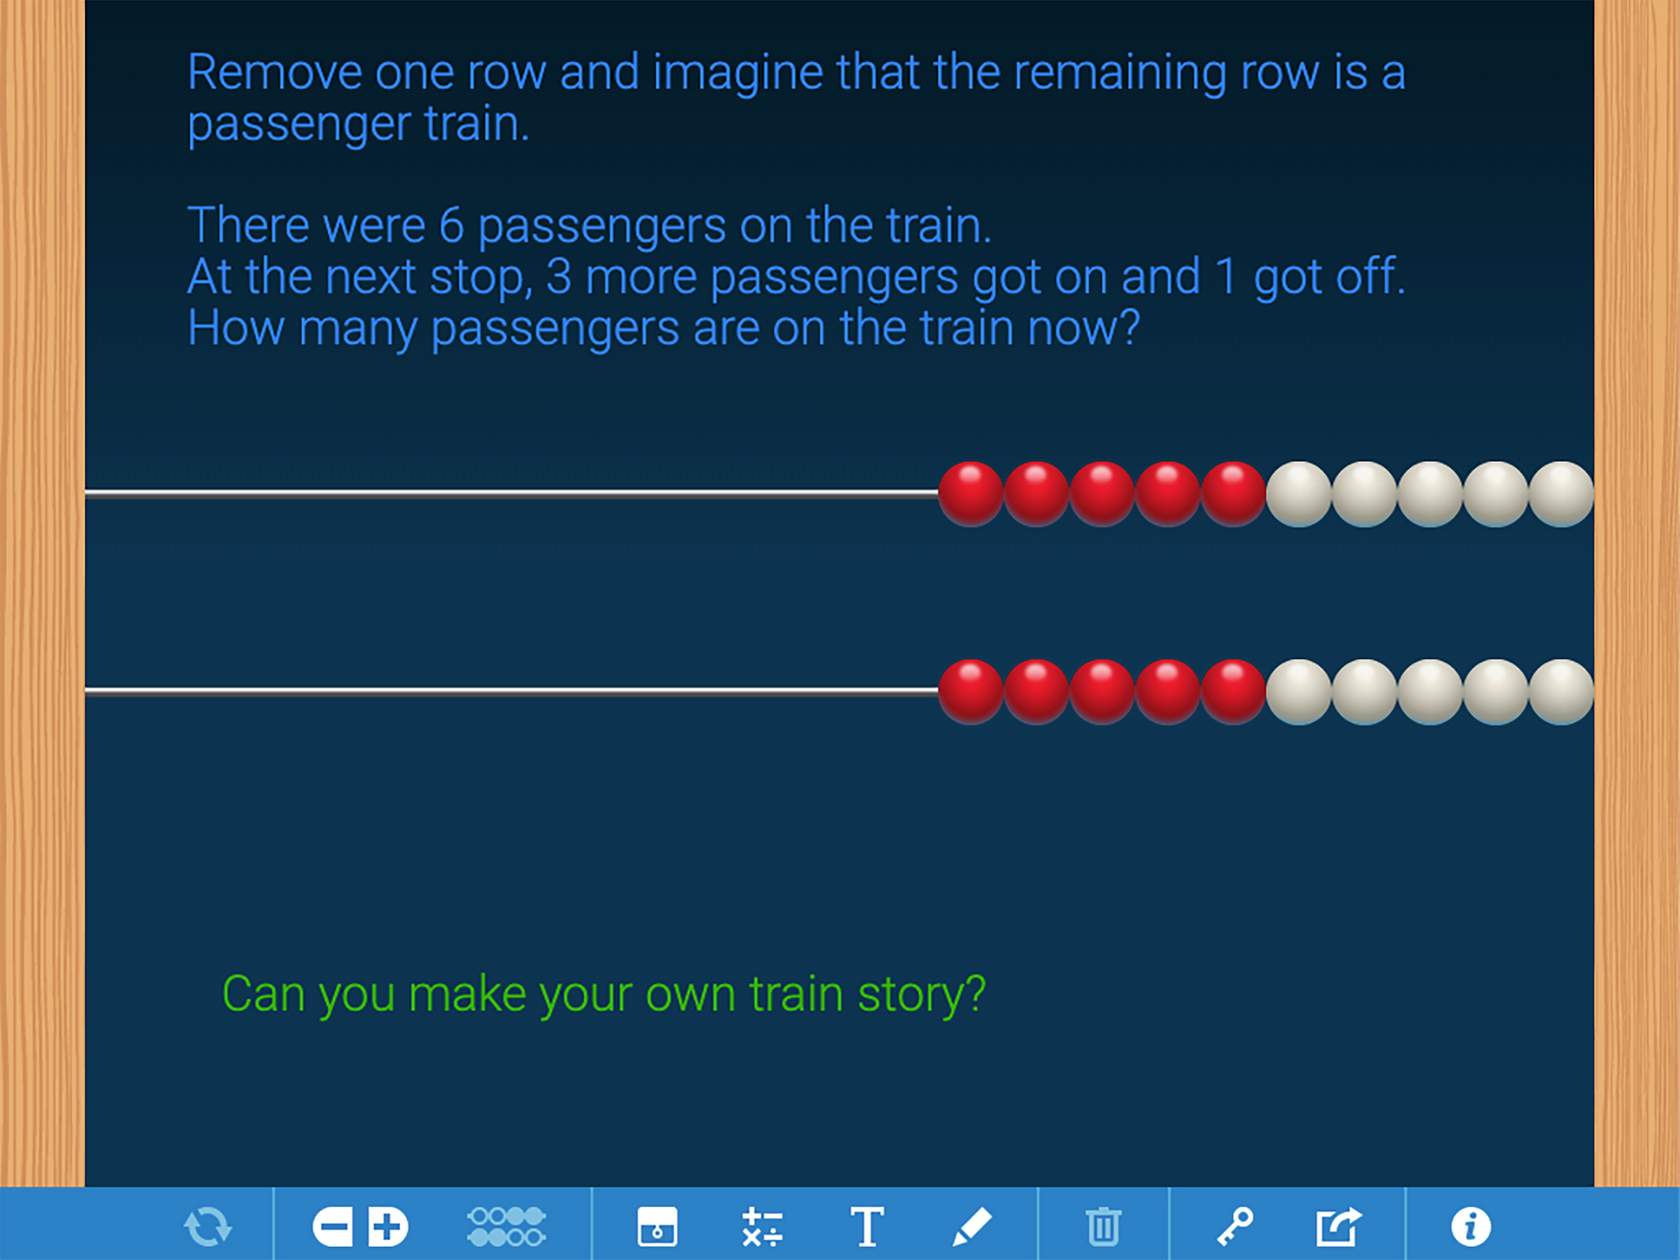 Remove one row and imagine that the remaining row is a
passenger train.
There were 6 passengers on the train.
At the next stop, 3 more passengers got on and 1 got off.
How many passengers are on the train now?
Can you make your own train story?